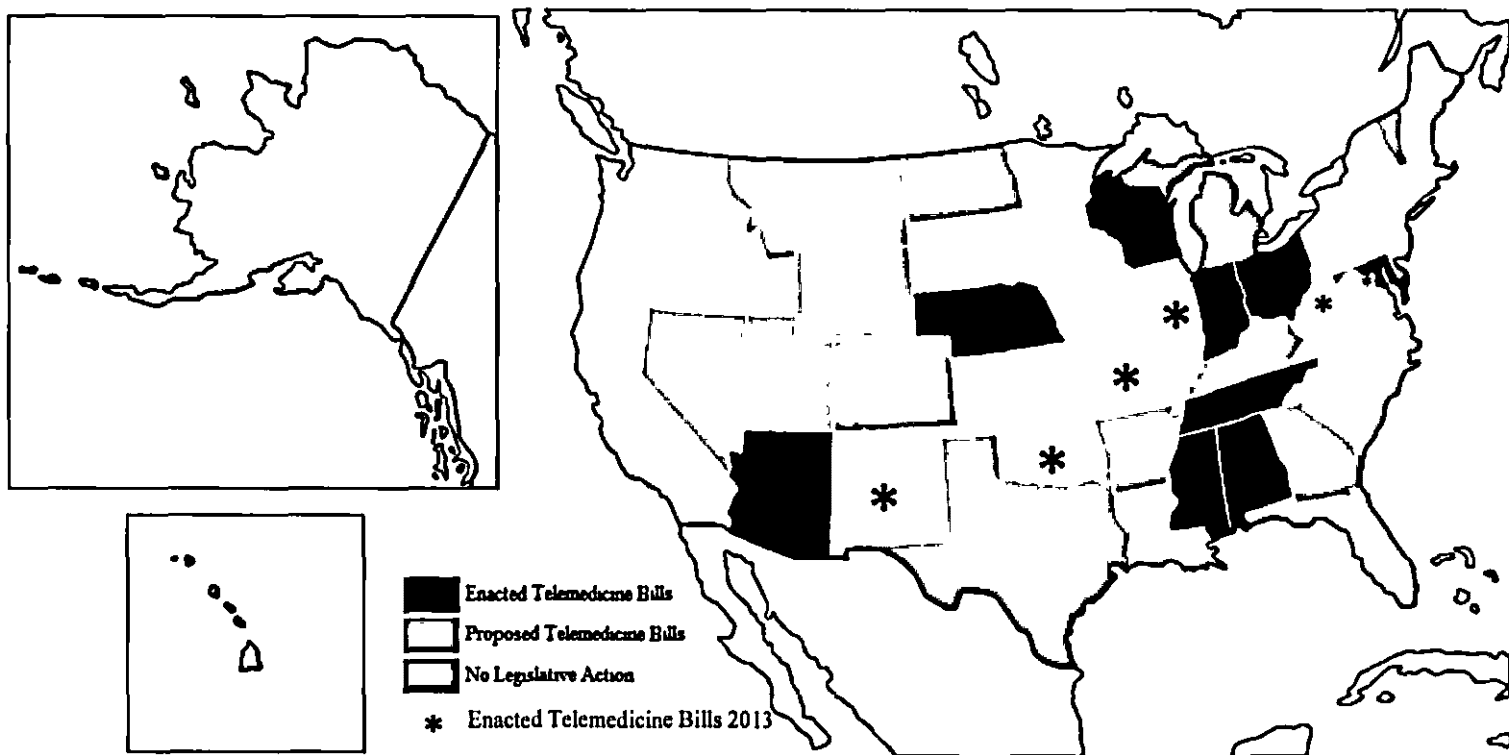 Enacted Telemedicine Bills
Proposed Telemedicine Bills
No Legislative Action
* Enacted Telemedicine Bills 2013